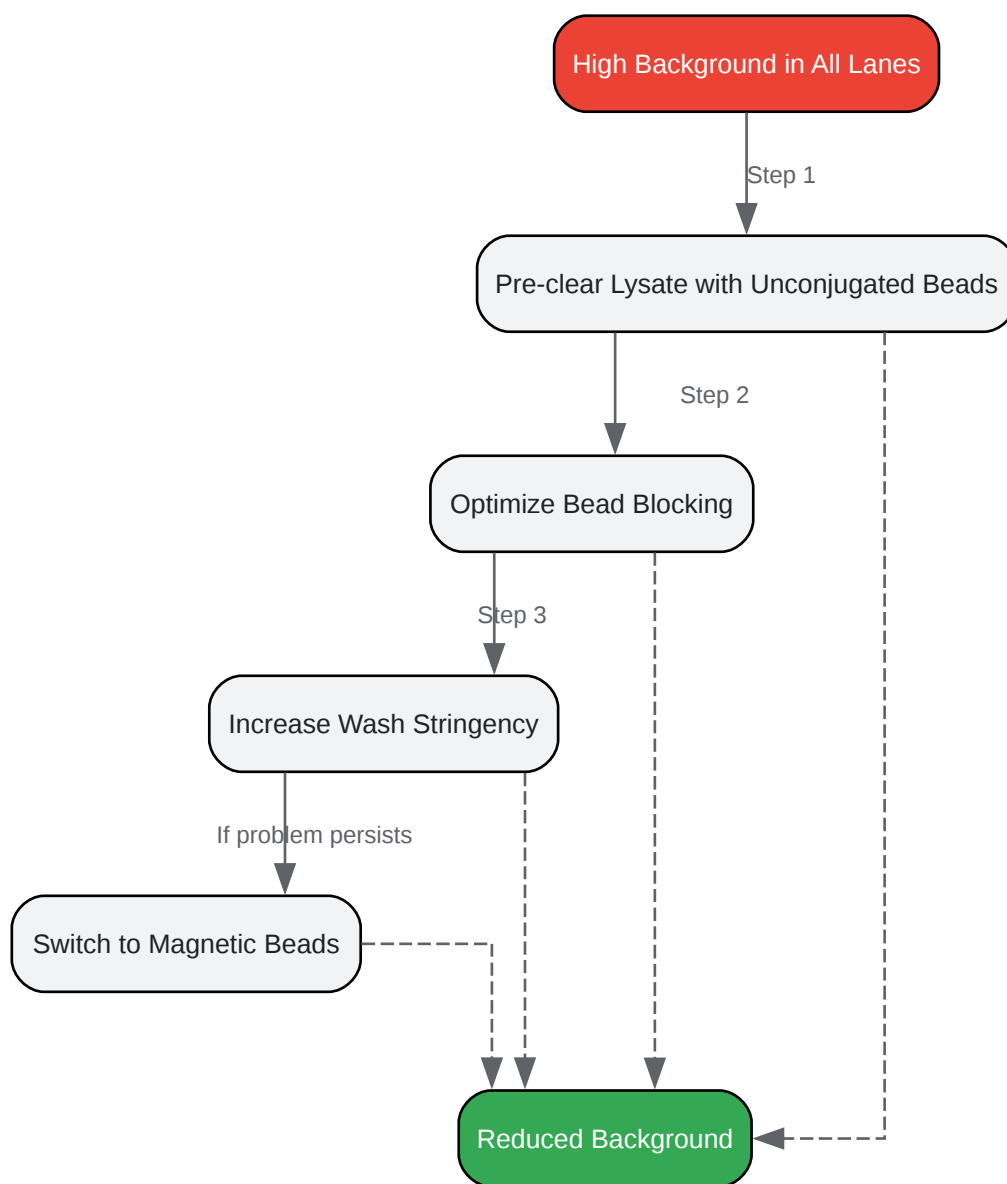 High Background in All Lanes
Step 1
Pre-clear Lysate with Unconjugated Beads
Step 2
Optimize Bead Blocking
Step 3
Increase Wash Stringency
If problem persists
Switch to Magnetic Beads
Reduced Background